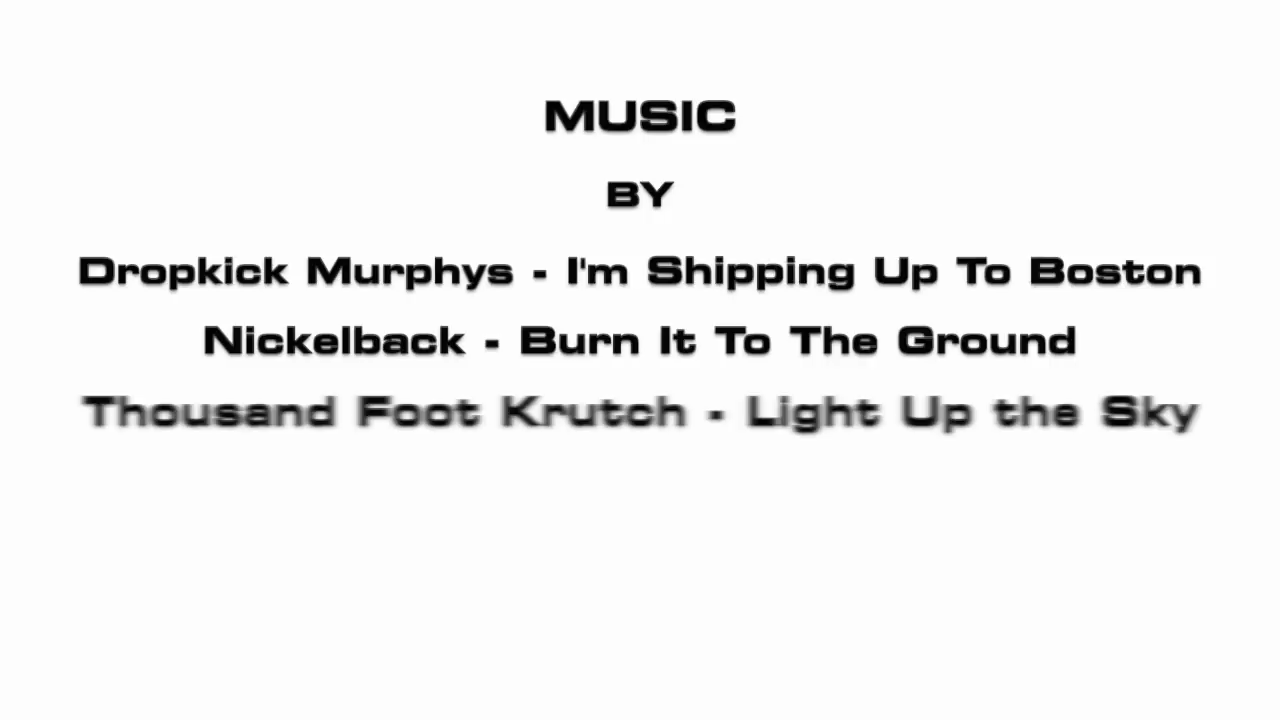 MUSIC
BY
Dropkick Murphys - I'm Shipping Up To Boston
Nickelback - Burn It To The Ground
Thousand Foot Krutch - Light Up the Sky